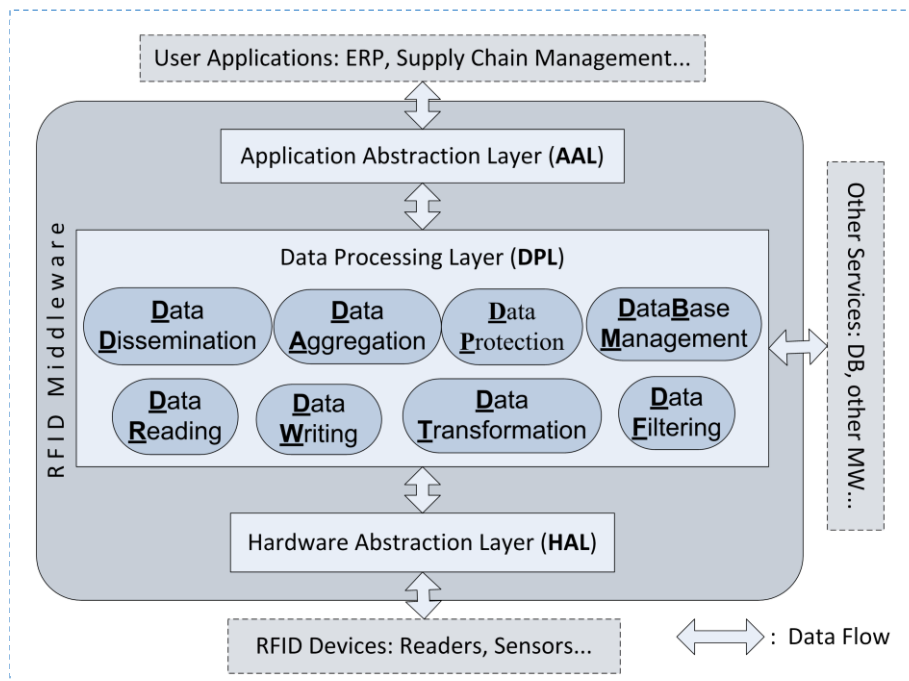 User Applications: ERP, Supply Chain Management...
Application Abstraction Layer (AAL)
RFID Middleware
Data Processing Layer (DPL)
Data
Dissemination
Data
Aggregation
Data
Protection
DataBase
Management
Data
Reading
Data
Writing
Data
Transformation
Data
Filtering
Other Services: DB, other MW...
Hardware Abstraction Layer (HAL)
RFID Devices: Readers, Sensors...
: Data Flow